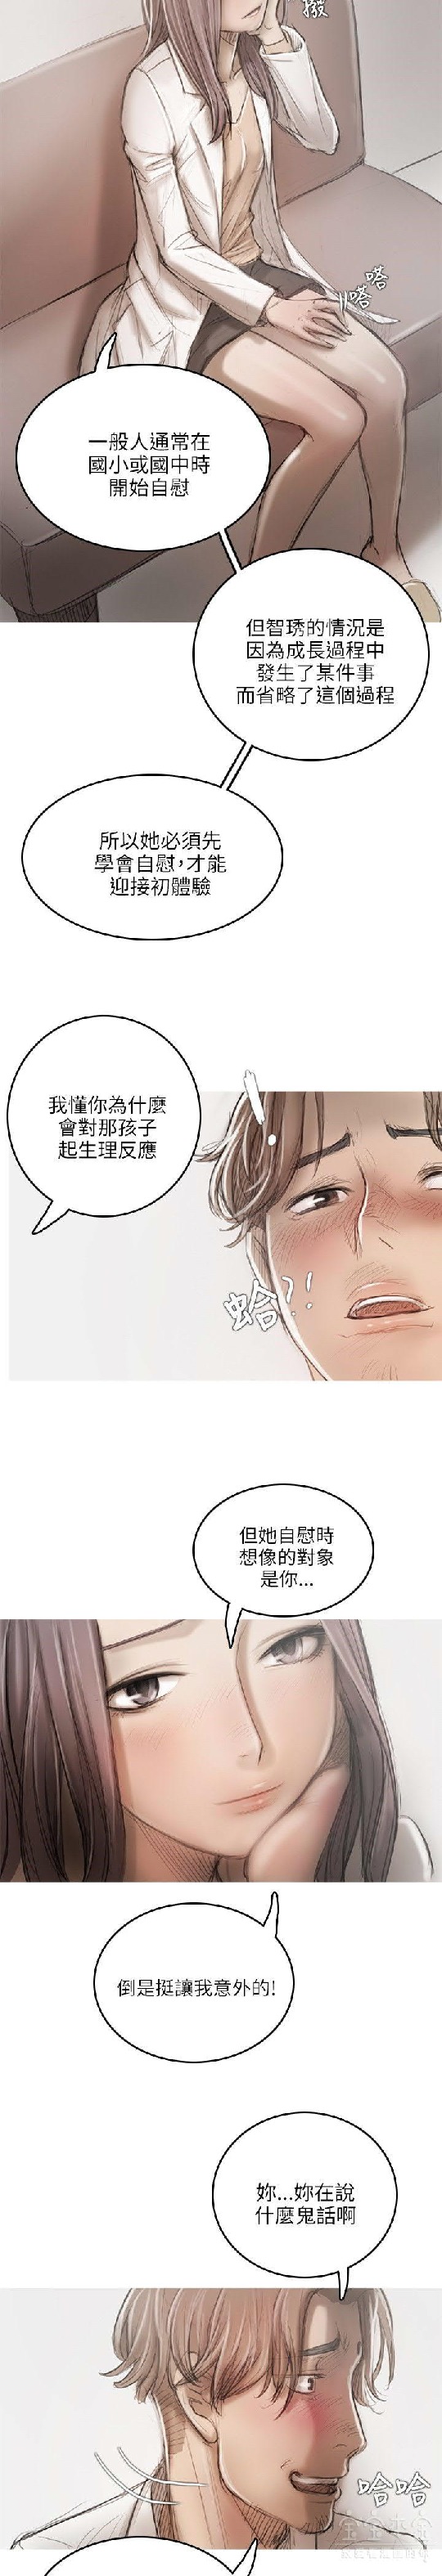 撥
嗒
嗒
一般人通常在
國小或國中時
開始自慰
但智琇的情況是
因為成長過程中
發生了某件事
而省略了這個過程
所以她必須先
學會自慰,才能
迎接初體驗
我懂你為什麼
會對那孩子
起生理反應
蛤?!
但她自慰時
想像的對象
是你...
倒是挺讓我意外的!
妳...妳在說
什麼鬼話啊
哈哈